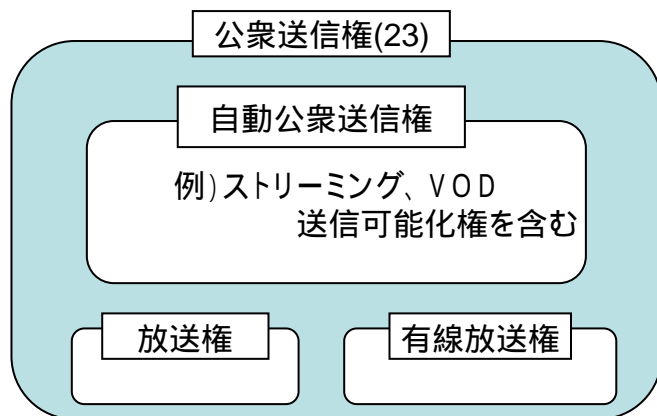 公衆送信権(23)
自動公衆送信権
例)ストリーミング、VOD
送信可能化権を含む
放送権
有線放送権